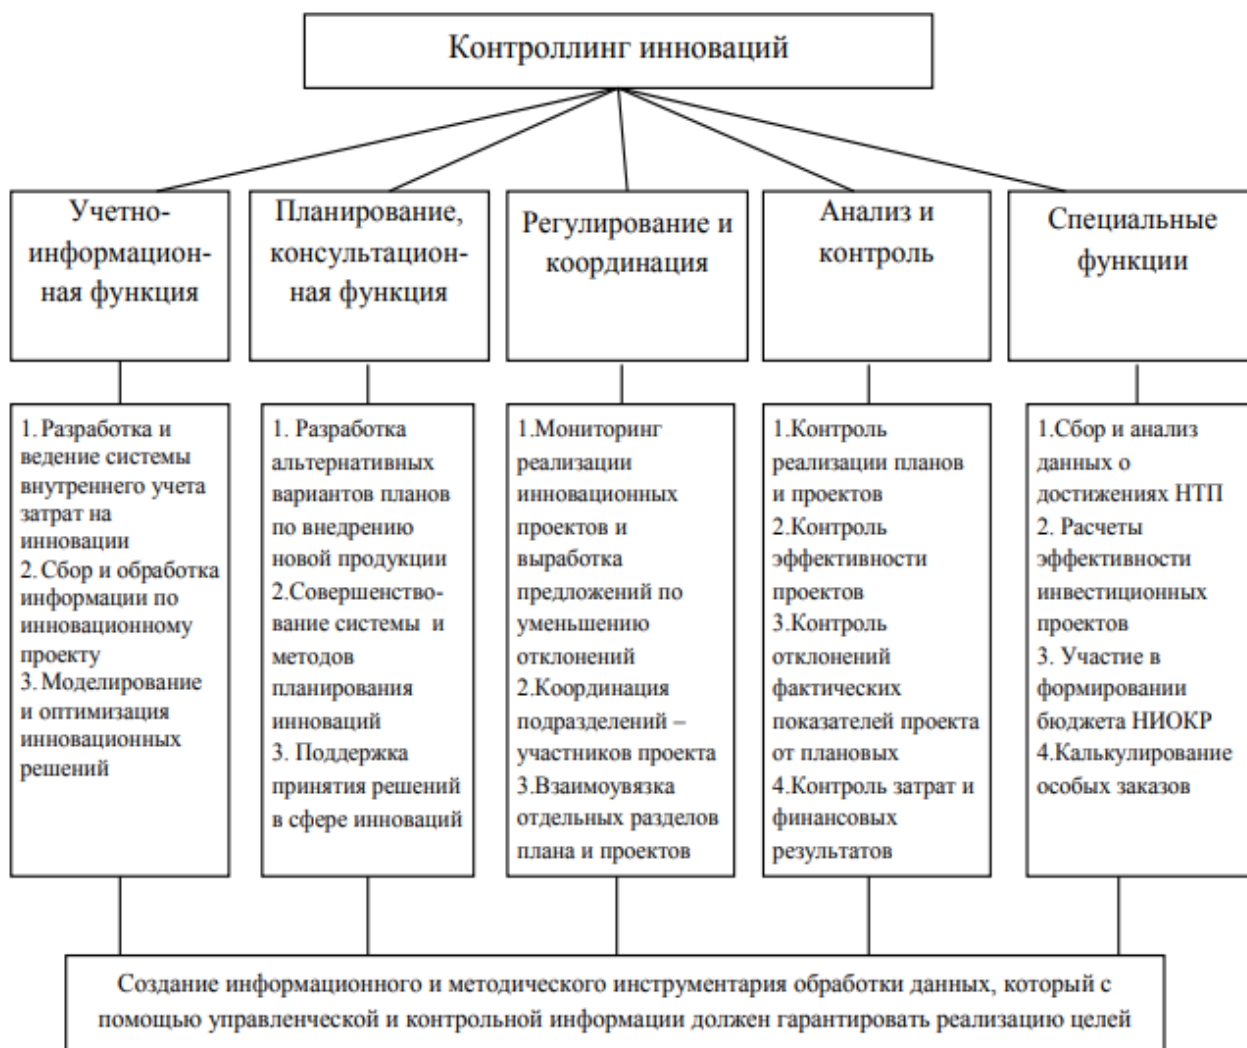 Контроллинг инноваций
Учетно-
информацион-
ная функция
Планирование,
консультацион-
ная функция
Регулирование и
координация
Анализ и
контроль
Специальные
функции
1. Разработка и
ведение системы
внутреннего учета
затрат на
инновации
2. Сбор и обработка
информации по
инновационному
проекту
3. Моделирование
и оптимизация
инновационных
решений
1. Разработка
альтернативных
вариантов планов
по внедрению
новой продукции
2.Совершенство-
вание системы и
методов
планирования
инноваций
3. Поддержка
принятия решений
в сфере инноваций
1.Мониторинг
реализации
инновационных
проектов и
выработка
предложений по
уменьшению
отклонений
2.Координация
подразделений –
участников проекта
3.Взаимоувязка
отдельных разделов
плана и проектов
1.Контроль
реализации планов
и проектов
2.Контроль
эффективности
проектов
3.Контроль
отклонений
фактических
показателей проекта
от плановых
4.Контроль затрат и
финансовых
результатов
1.Сбор и анализ
данных о
достижениях НТП
2. Расчеты
эффективности
инвестиционных
проектов
3. Участие в
формировании
бюджета НИОКР
4.Калькулирование
особых заказов
Создание информационного и методического инструментария обработки данных, который с
помощью управленческой и контрольной информации должен гарантировать реализацию целей